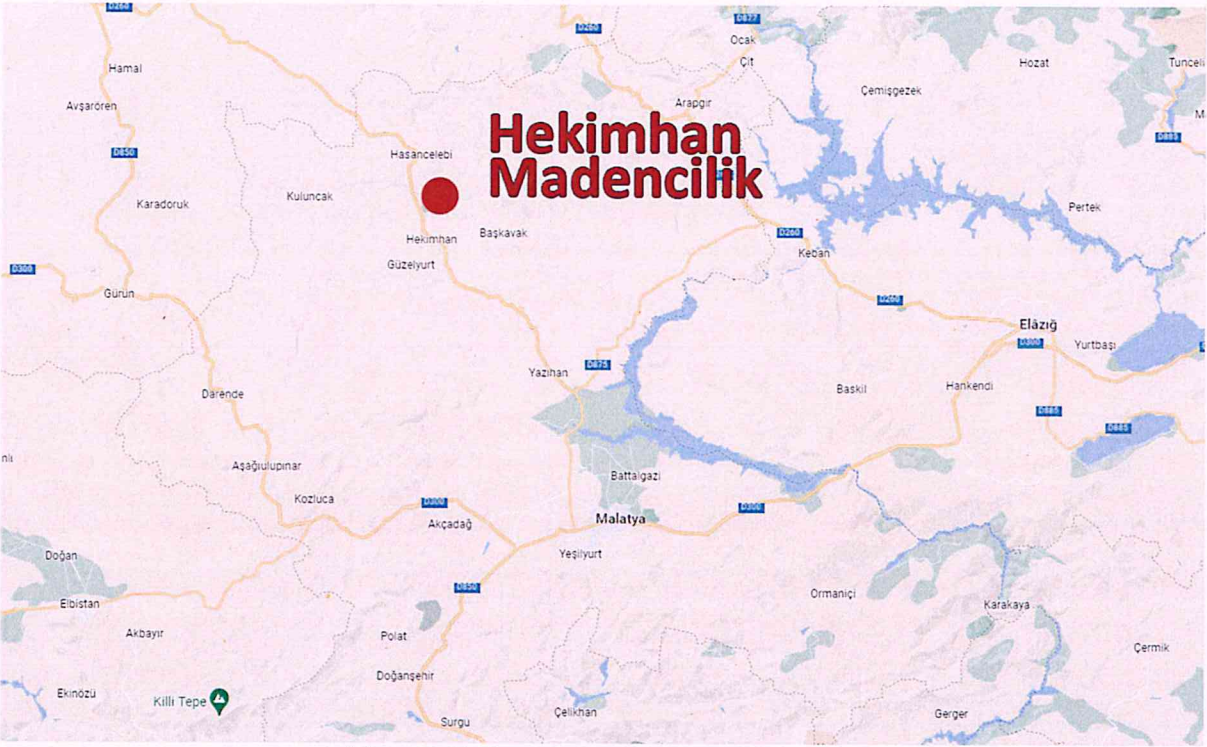 D260
D260
D877
Ocak
Çit
Hozat
Tunceli
Hamal
Avşarören
Çemişgezek
Arapgir
Hekimhan
Madencilik
D885
D850
Hasançelebi
Kuluncak
Karadoruk
Pertek
Hekimhan
Başkavak
D260
Güzelyurt
Keban
D300
Gürün
D260
Elâzığ
D300
Yurtbaşı
Yazıhan
D875
Darende
Baskil
Hankendi
D885
D885
Aşağıulupınar
Battalgazi
Kozluca
D300
D300
Akçadağ
Malatya
Doğan
Yeşilyurt
D850
Elbistan
Ormaniçi
Karakaya
Akbayır
Polat
Çermik
Doğanşehir
Ekinözü
Killi Tepe
Surgu
Çelikhan
Gerger